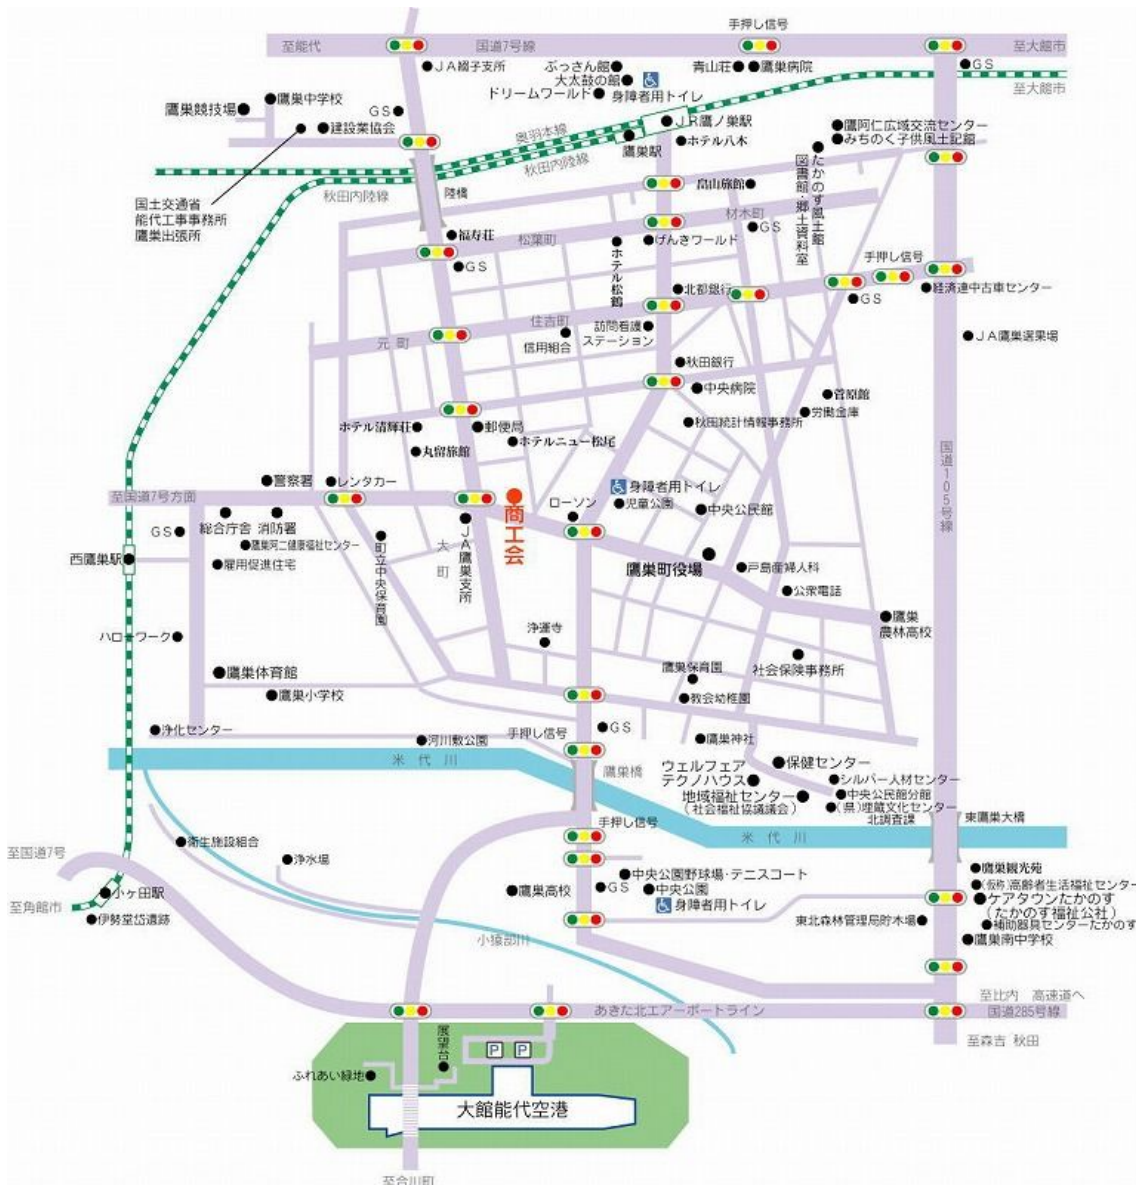 手押し信号
至能代
国道7号線
至大館市
ＪＡ綴子支所
ぶっさん館
青山荘
鷹巣病院
ＧＳ
大太鼓の館
身障者用トイレ
ドリームワールド
至大館市
鷹巣中学校
鷹巣競技場
ＧＳ
建設業協会
奥羽本線
ＪＲ鷹ノ巣駅
鷹巣駅
ホテル八木
鷹阿仁広域交流センター
みちのく子供風土記館
秋田内陸線
たかのす風土館
図書館・郷土資料室
秋田内陸線
陸橋
畠山旅館
国土交通省
能代工事事務所
鷹巣出張所
材木町
福寿荘
松葉町
げんきワールド
ＧＳ
ホテル松鶴
手押し信号
ＧＳ
北都銀行
経済連中古車センター
ＧＳ
住吉町
訪問看護
ステーション
元町
信用組合
ＪＡ鷹巣選果場
秋田銀行
中央病院
菅原館
労働金庫
秋田統計情報事務所
ホテル清輝荘
郵便局
丸留旅館
ホテルニュー松尾
国道105号線
警察署
レンタカー
至国道7号方面
身障者用トイレ
児童公園
ローソン
中央公民館
商工会
総合庁舎
消防署
ＧＳ
鷹巣阿仁健康福祉センター
町立中央保育園
大町
ＪＡ鷹巣支所
西鷹巣駅
雇用促進住宅
鷹巣町役場
戸島産婦人科
公衆電話
鷹巣
農林高校
ハローワーク
浄運寺
鷹巣体育館
鷹巣保育園
社会保険事務所
鷹巣小学校
教会幼稚園
浄化センター
河川敷公園
手押し信号
ＧＳ
鷹巣神社
米代川
鷹巣橋
ウェルフェア
テクノハウス
保健センター
シルバー人材センター
地域福祉センター
（社会福祉協議議会）
中央公民館分館
（県）埋蔵文化センター
北調査課
手押し信号
米代川
東鷹巣大橋
衛生施設組合
至国道7号
浄水場
鷹巣観光苑
中央公園野球場・テニスコート
(仮称)高齢者生活福祉センター
小ヶ田駅
鷹巣高校
ＧＳ
中央公園
ケアタウンたかのす
（たかのす福祉公社）
至角館市
身障者用トイレ
伊勢堂岱遺跡
東北森林管理局貯木場
補助器具センターたかのす
小猿部川
鷹巣南中学校
至比内　高速道へ
あきた北エアーポートライン
国道285号線
至森吉 秋田
展望台
P
P
ふれあい緑地
大館能代空港
至合川町